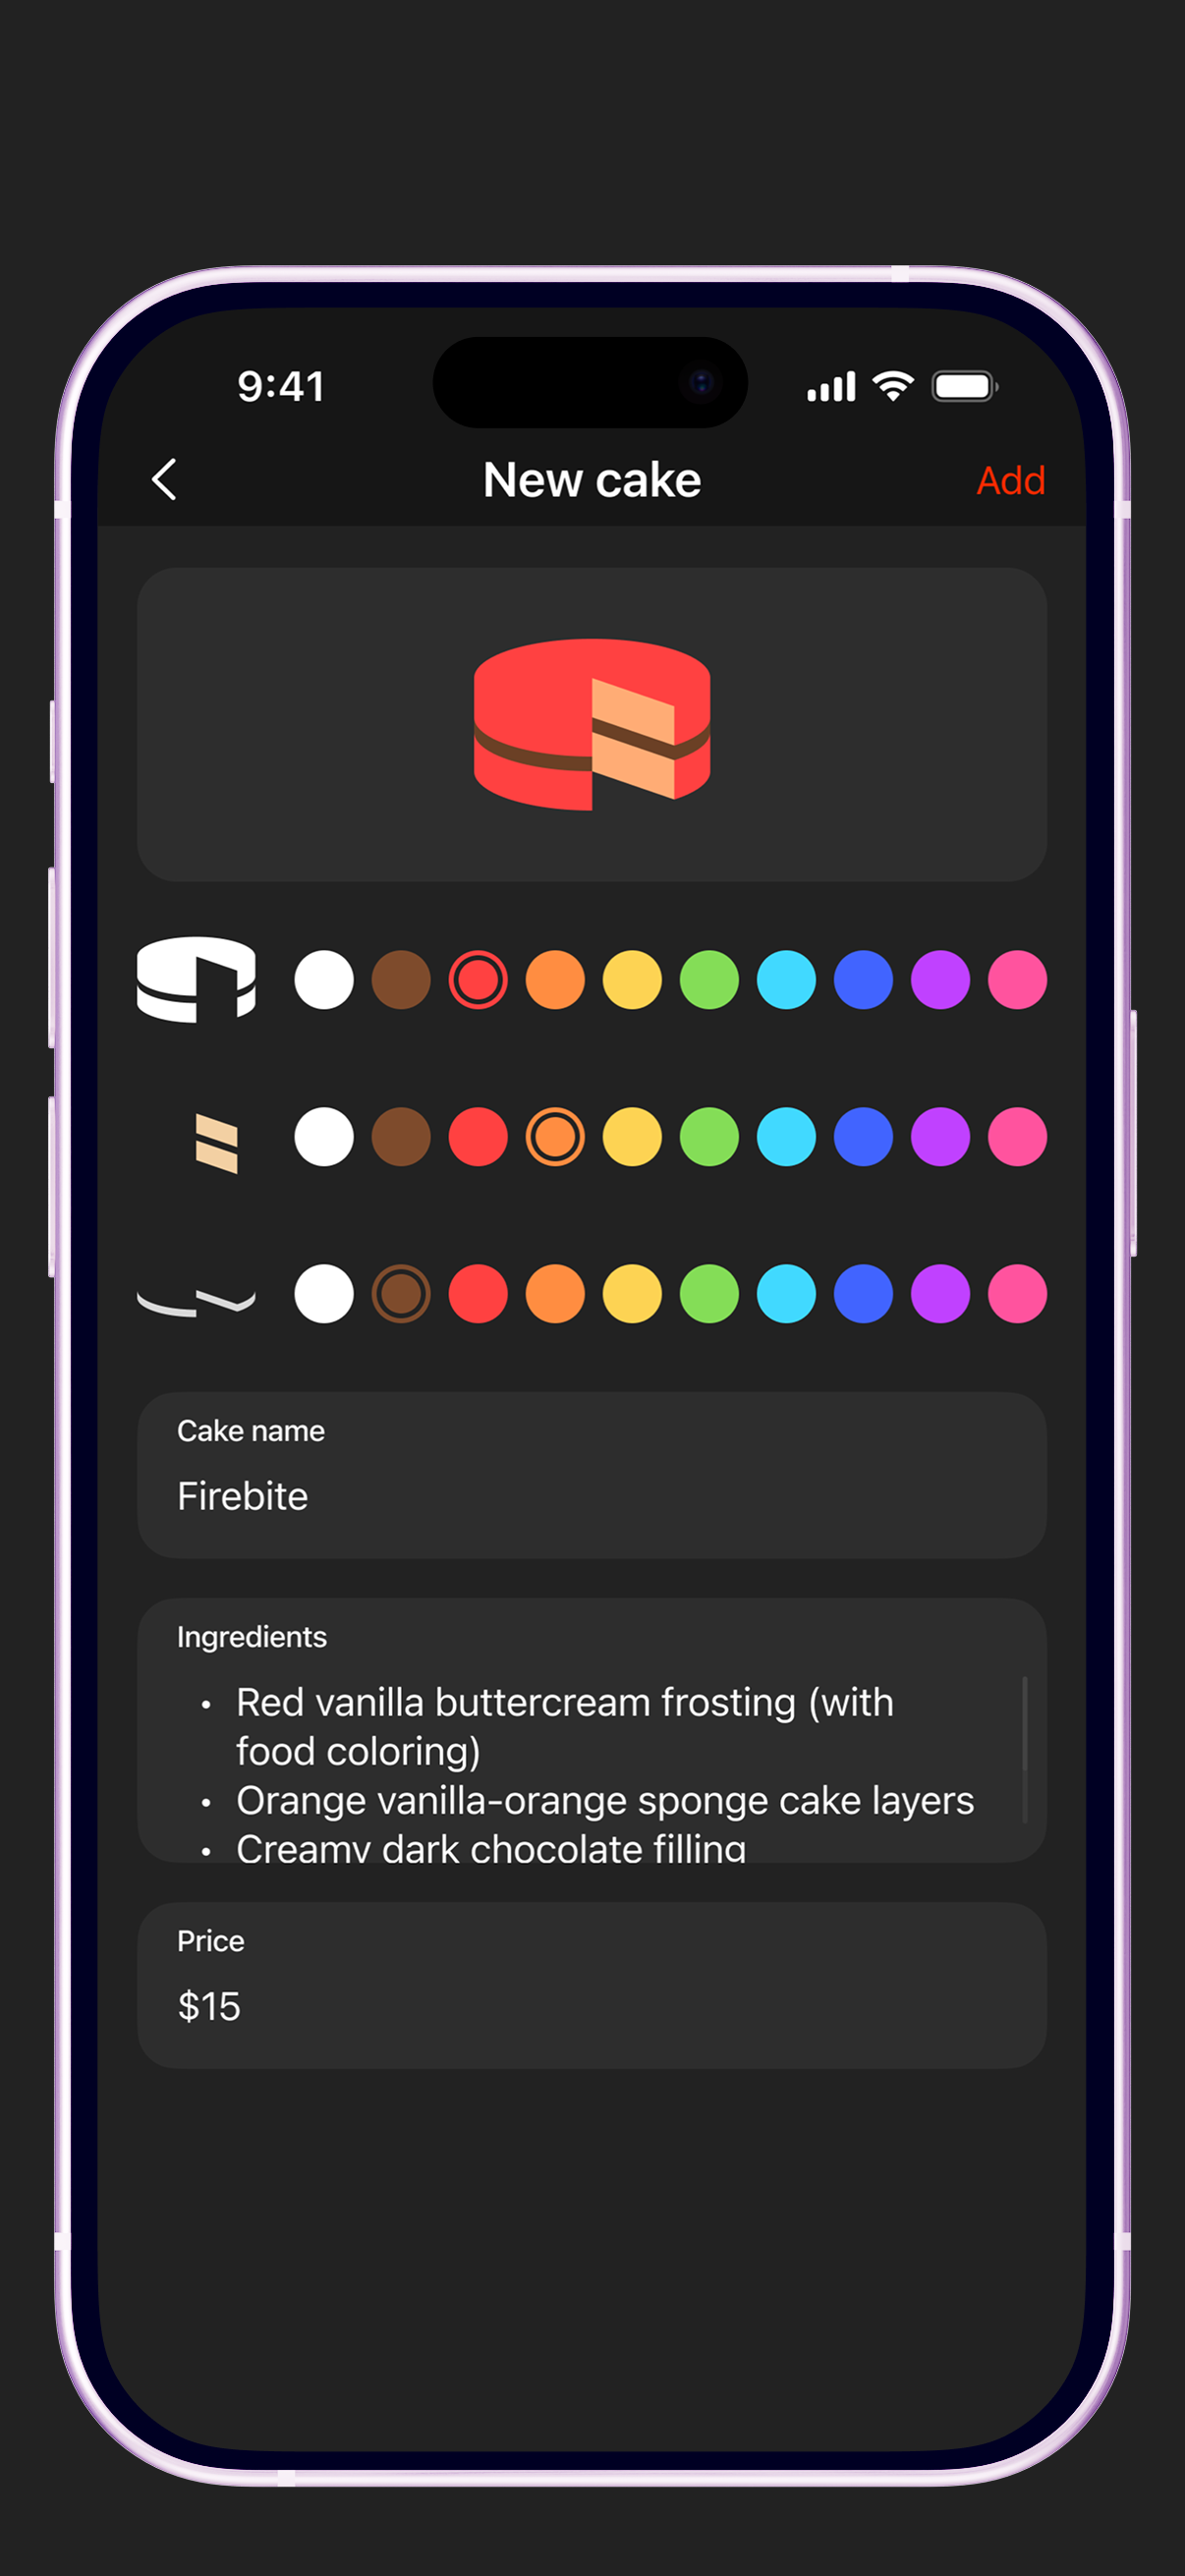 9:41
New cake
Add
Cake name
Firebite
Ingredients
• Red vanilla buttercream frosting (with
food coloring)
• Orange vanilla-orange sponge cake layers
• Creamy dark chocolate filling
Price
$15